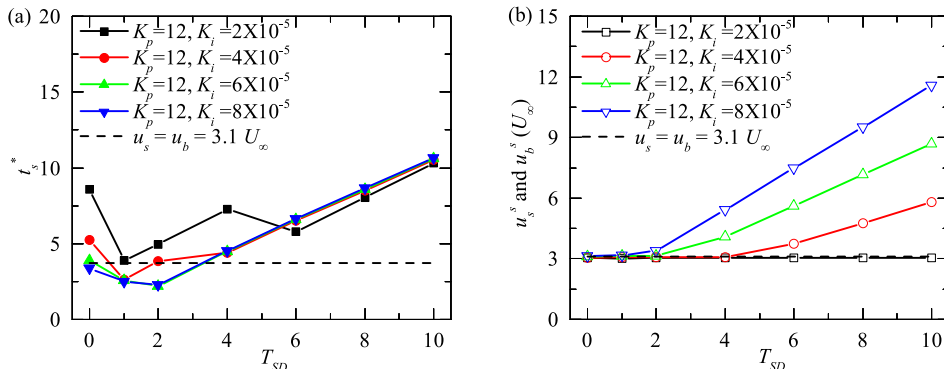 (a)
20
15
10
5
0
t_s^*
K_p=12, K_i=2X10^-5
K_p=12, K_i=4X10^-5
K_p=12, K_i=6X10^-5
K_p=12, K_i=8X10^-5
u_s = u_b = 3.1 U_∞
0 2 4 6 8 10
T_SD
(b)
15
12
9
6
3
0
u_s^s and u_b^s (U_∞)
K_p=12, K_i=2X10^-5
K_p=12, K_i=4X10^-5
K_p=12, K_i=6X10^-5
K_p=12, K_i=8X10^-5
u_s = u_b = 3.1 U_∞
0 2 4 6 8 10
T_SD